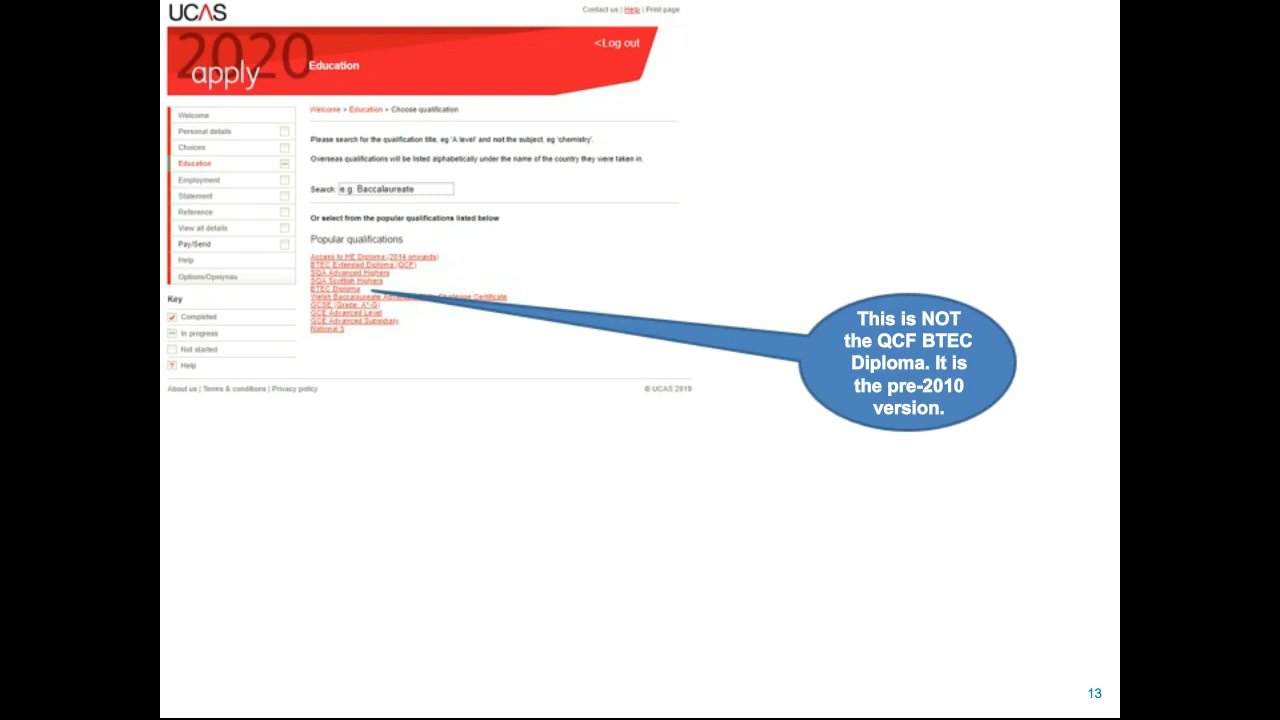 UCAS
Contact us | Help | Print page
2020
apply
Education
<Log out
Welcome
Personal details
Choices
Education
Employment
Statement
Reference
View all details
Pay/Send
Help
Options/Opsiynau
Key
Completed
In progress
Not started
? Help
Welcome > Education > Choose qualification
Please search for the qualification title, eg 'A level' and not the subject, eg 'chemistry'.
Overseas qualifications will be listed alphabetically under the name of the country they were taken in.
Search: e.g. Baccalaureate
Or select from the popular qualifications listed below
Popular qualifications
Access to HE Diploma (2014 onwards)
BTEC Extended Diploma (QCF)
SQA Advanced Highers
SQA Scottish Highers
BTEC Diploma
Welsh Baccalaureate Advanced Challenge Certificate
GCSE (Grade, A*-G)
GCE Advanced Level
GCE Advanced Subsidiary
National 5
This is NOT
the QCF BTEC
Diploma. It is
the pre-2010
version.
About us | Terms & conditions | Privacy policy
© UCAS 2019
13